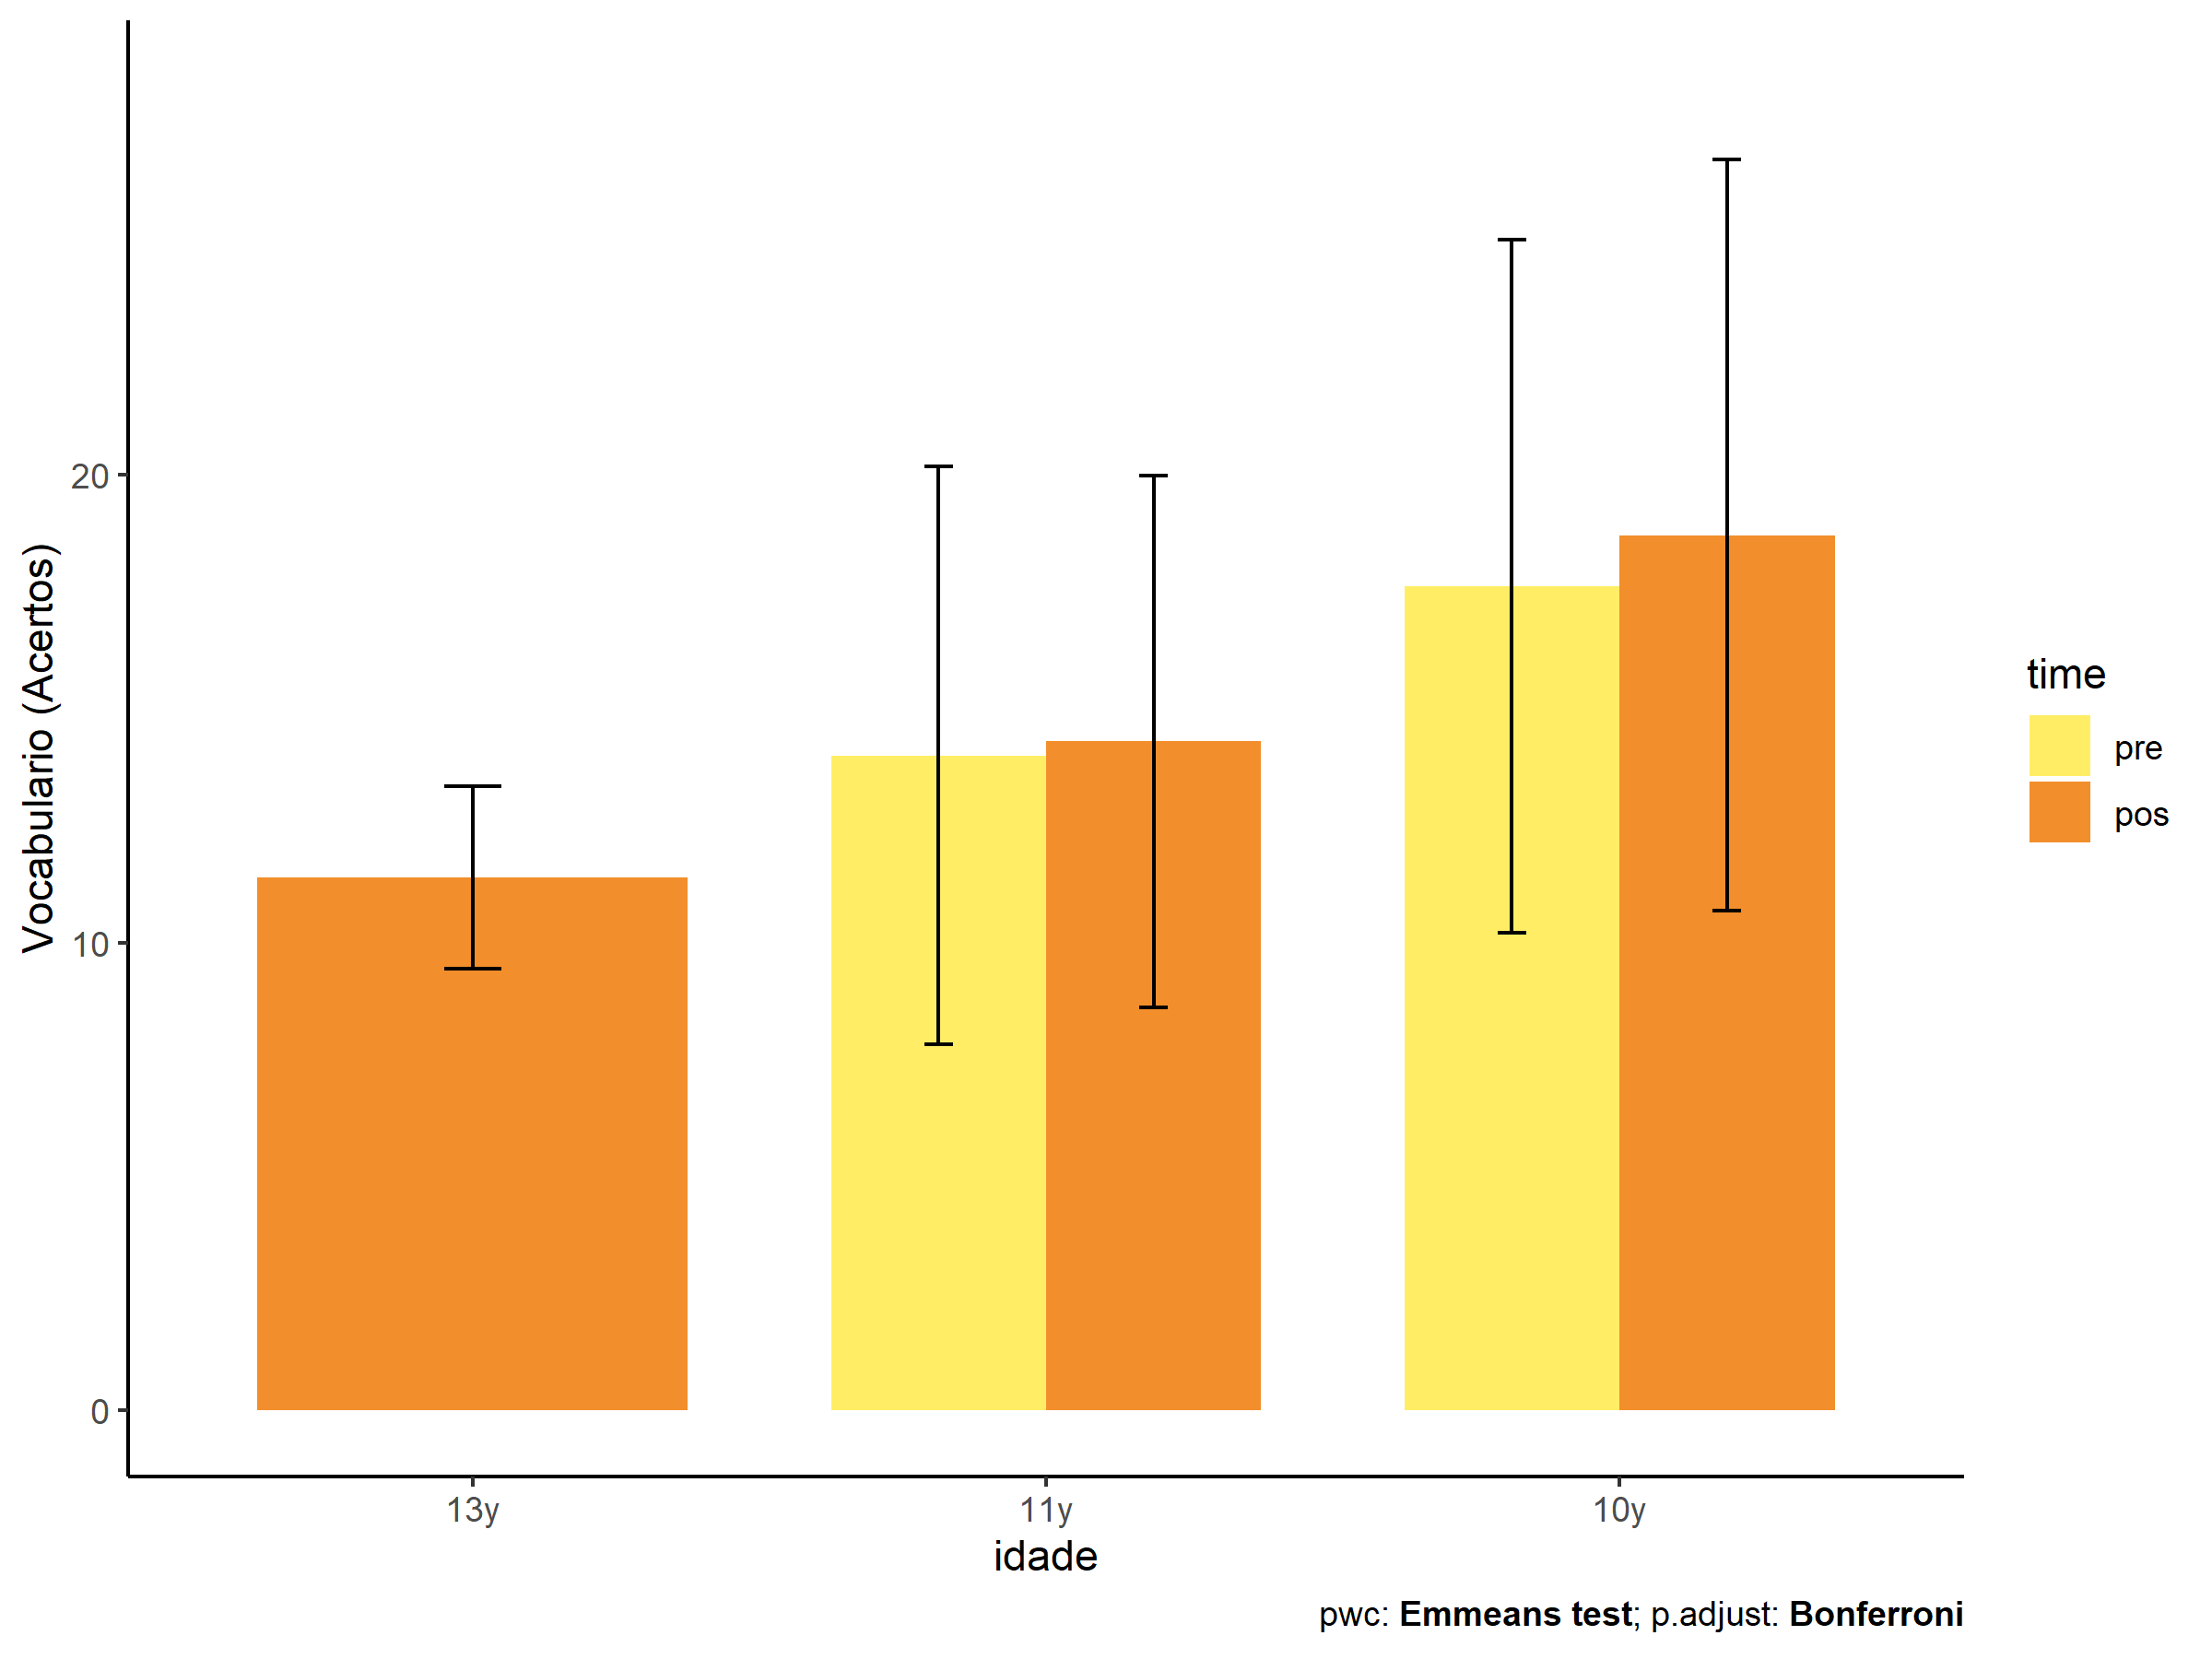 Vocabulario (Acertos)
20
10
0
13y
11y
10y
idade
time
pre
pos
pwc: Emmeans test; p.adjust: Bonferroni